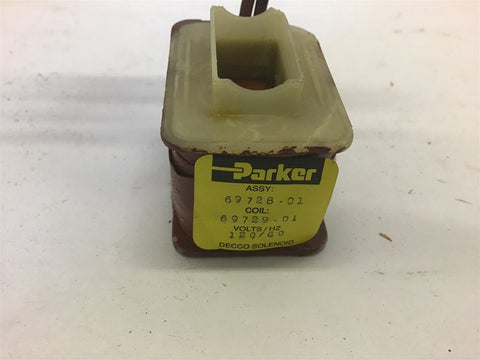 Parker
ASSY:
69728-01
COIL:
69729-01
VOLTS/HZ
120/60
DECCO SOLENOID